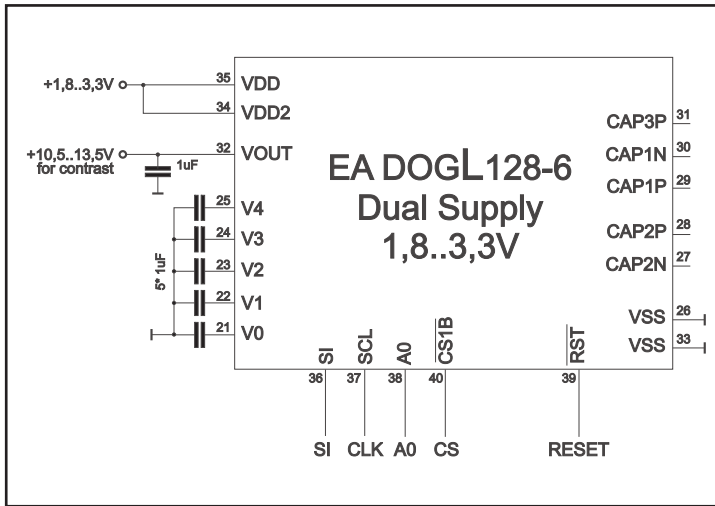 +1,8..3,3V
35 VDD
34 VDD2
+10,5..13,5V
for contrast
32 VOUT
1uF
25 V4
24 V3
23 V2
22 V1
21 V0
5* 1uF
EA DOGL128-6
Dual Supply
1,8..3,3V
CAP3P 31
CAP1N 30
CAP1P 29
CAP2P 28
CAP2N 27
VSS 26
VSS 33
SI SCL A0 CS1B RST
36 37 38 40 39
SI CLK A0 CS RESET